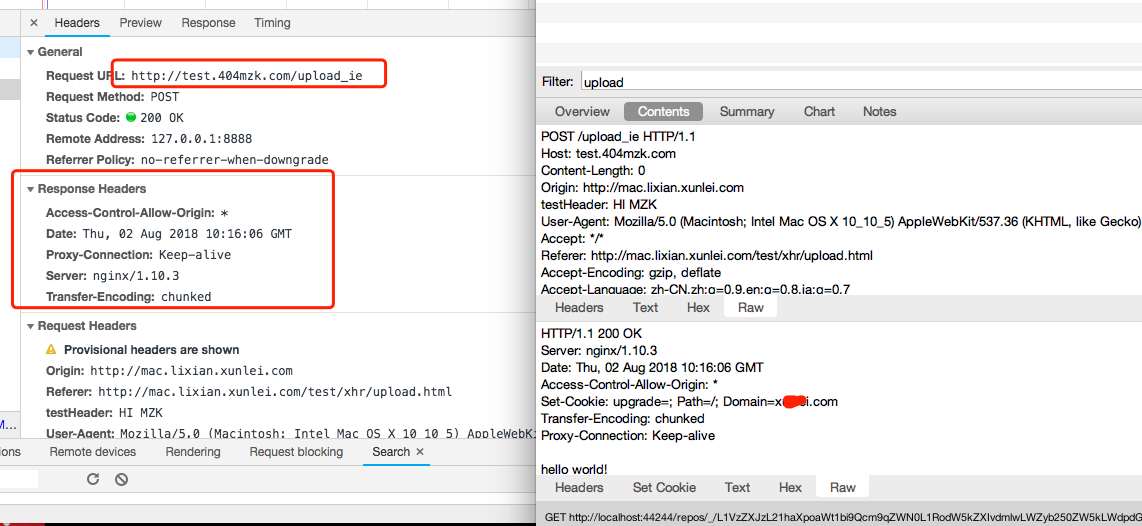 Headers Preview Response Timing
General
Request URL: http://test.404mzk.com/upload_ie
Request Method: POST
Status Code: 200 OK
Remote Address: 127.0.0.1:8888
Referrer Policy: no-referrer-when-downgrade
Response Headers
Access-Control-Allow-Origin: *
Date: Thu, 02 Aug 2018 10:16:06 GMT
Proxy-Connection: Keep-alive
Server: nginx/1.10.3
Transfer-Encoding: chunked
Request Headers
Provisional headers are shown
Origin: http://mac.lixian.xunlei.com
Referer: http://mac.lixian.xunlei.com/test/xhr/upload.html
testHeader: HI MZK
User-Agent: Mozilla/5.0 (Macintosh; Intel Mac OS X 10_10_5) AppleWebKit
M...
ions Remote devices Rendering Request blocking Search
Filter: upload
Overview Contents Summary Chart Notes
POST /upload_ie HTTP/1.1
Host: test.404mzk.com
Content-Length: 0
Origin: http://mac.lixian.xunlei.com
testHeader: HI MZK
User-Agent: Mozilla/5.0 (Macintosh; Intel Mac OS X 10_10_5) AppleWebKit/537.36 (KHTML, like Gecko)
Accept: */*
Referer: http://mac.lixian.xunlei.com/test/xhr/upload.html
Accept-Encoding: gzip, deflate
Accept-Language: zh-CN,zh;q=0.9,en;q=0.8,ja;q=0.7
Headers Text Hex Raw
HTTP/1.1 200 OK
Server: nginx/1.10.3
Date: Thu, 02 Aug 2018 10:16:06 GMT
Access-Control-Allow-Origin: *
Set-Cookie: upgrade=; Path=/; Domain=x ei.com
Transfer-Encoding: chunked
Proxy-Connection: Keep-alive
hello world!
Headers Set Cookie Text Hex Raw
GET http://localhost:44244/repos/_/